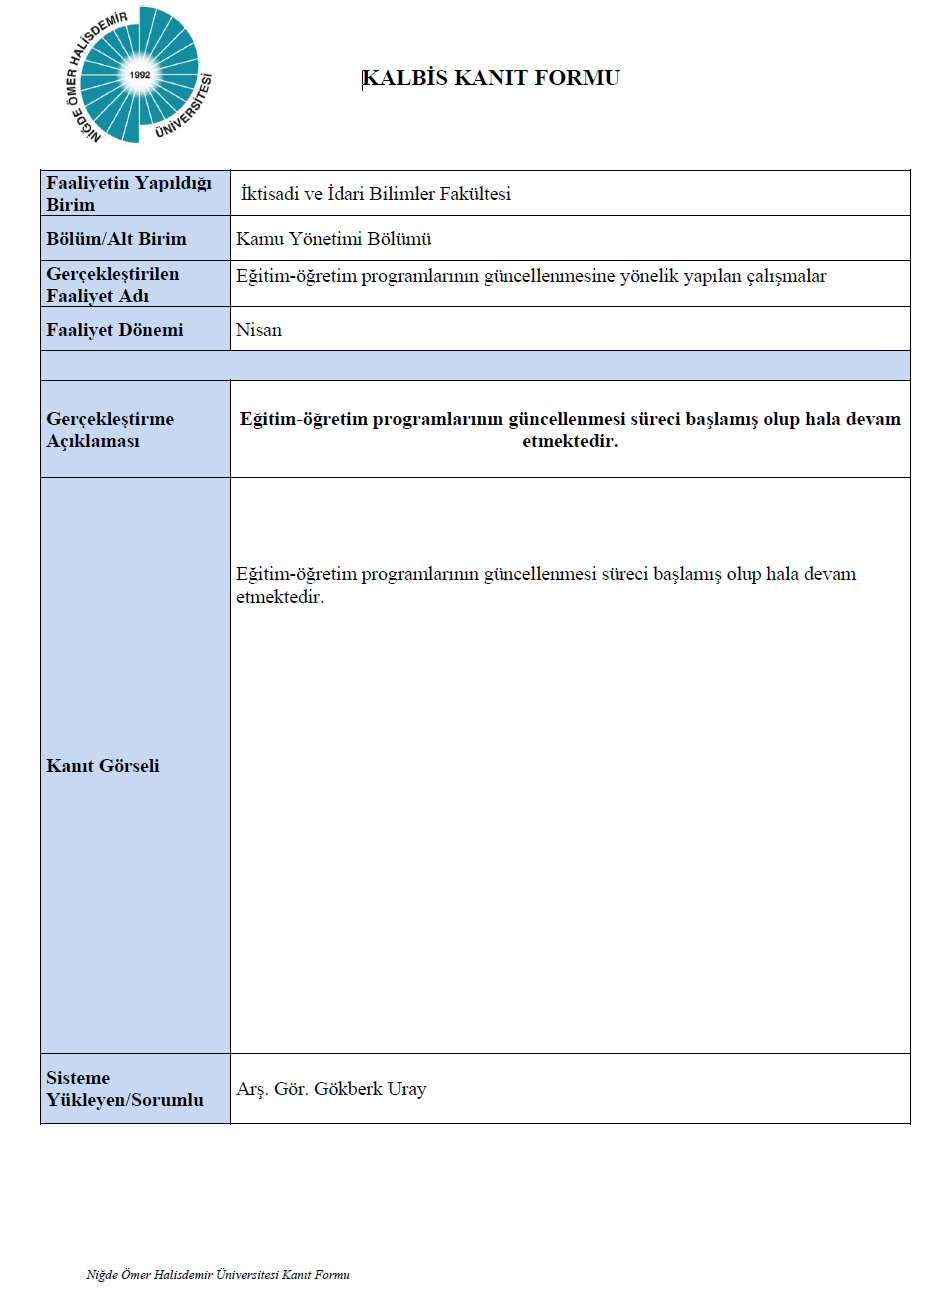 NİĞDE ÖMER HALİSDEMİR
ÜNİVERSİTESİ
1992
KALBİS KANIT FORMU
Faaliyetin Yapıldığı
Birim
İktisadi ve İdari Bilimler Fakültesi
Bölüm/Alt Birim
Kamu Yönetimi Bölümü
Gerçekleştirilen
Faaliyet Adı
Eğitim-öğretim programlarının güncellenmesine yönelik yapılan çalışmalar
Faaliyet Dönemi
Nisan
Gerçekleştirme
Açıklaması
Eğitim-öğretim programlarının güncellenmesi süreci başlamış olup hala devam
etmektedir.
Kanıt Görseli
Eğitim-öğretim programlarının güncellenmesi süreci başlamış olup hala devam
etmektedir.
Sisteme
Yükleyen/Sorumlu
Arş. Gör. Gökberk Uray
Niğde Ömer Halisdemir Üniversitesi Kanıt Formu